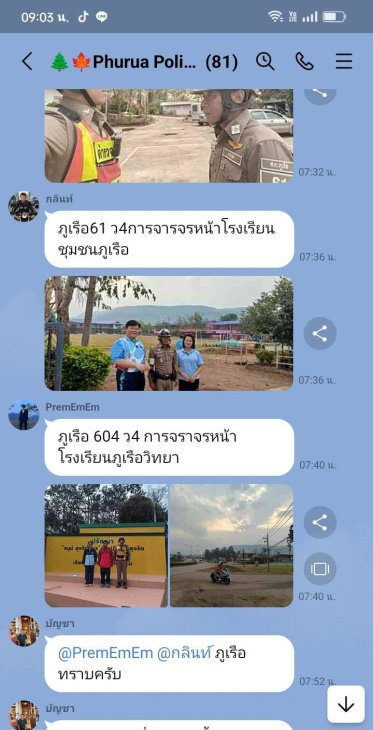 09:03 น.
🌲🍁Phurua Poli... (81)
07:32 น.
กลินท์
ภูเรือ61 ว4การจารจรหน้าโรงเรียน
ชุมชนภูเรือ
07:36 น.
07:36 น.
PremEmEm
ภูเรือ 604 ว4 การจราจรหน้า
โรงเรียนภูเรือวิทยา
07:40 น.
ปรัชญา
07:40 น.
บัญชา
@PremEmEm @กลินท์ ภูเรือ
ทราบครับ
07:52 น.
บัญชา